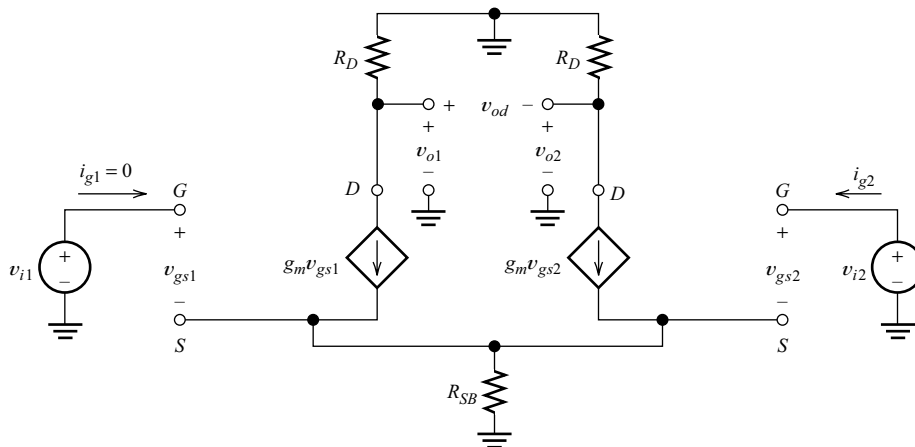 R_D R_D
+ v_od −
+ +
v_o1 v_o2
− −
i_g1 = 0 i_g2
G D D G
+ +
+ +
v_i1 v_gs1 g_m v_gs1 g_m v_gs2 v_gs2 v_i2
− −
− −
S S
R_SB